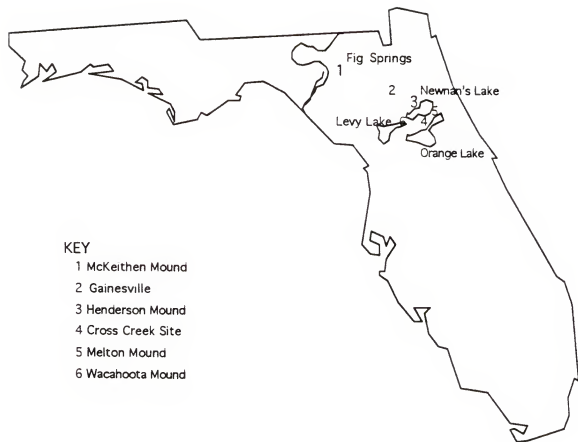 Fig Springs
1
2
Newnan's Lake
3
5
Levy Lake
4
Orange Lake
KEY
1 McKeithen Mound
2 Gainesville
3 Henderson Mound
4 Cross Creek Site
5 Melton Mound
6 Wacahoota Mound